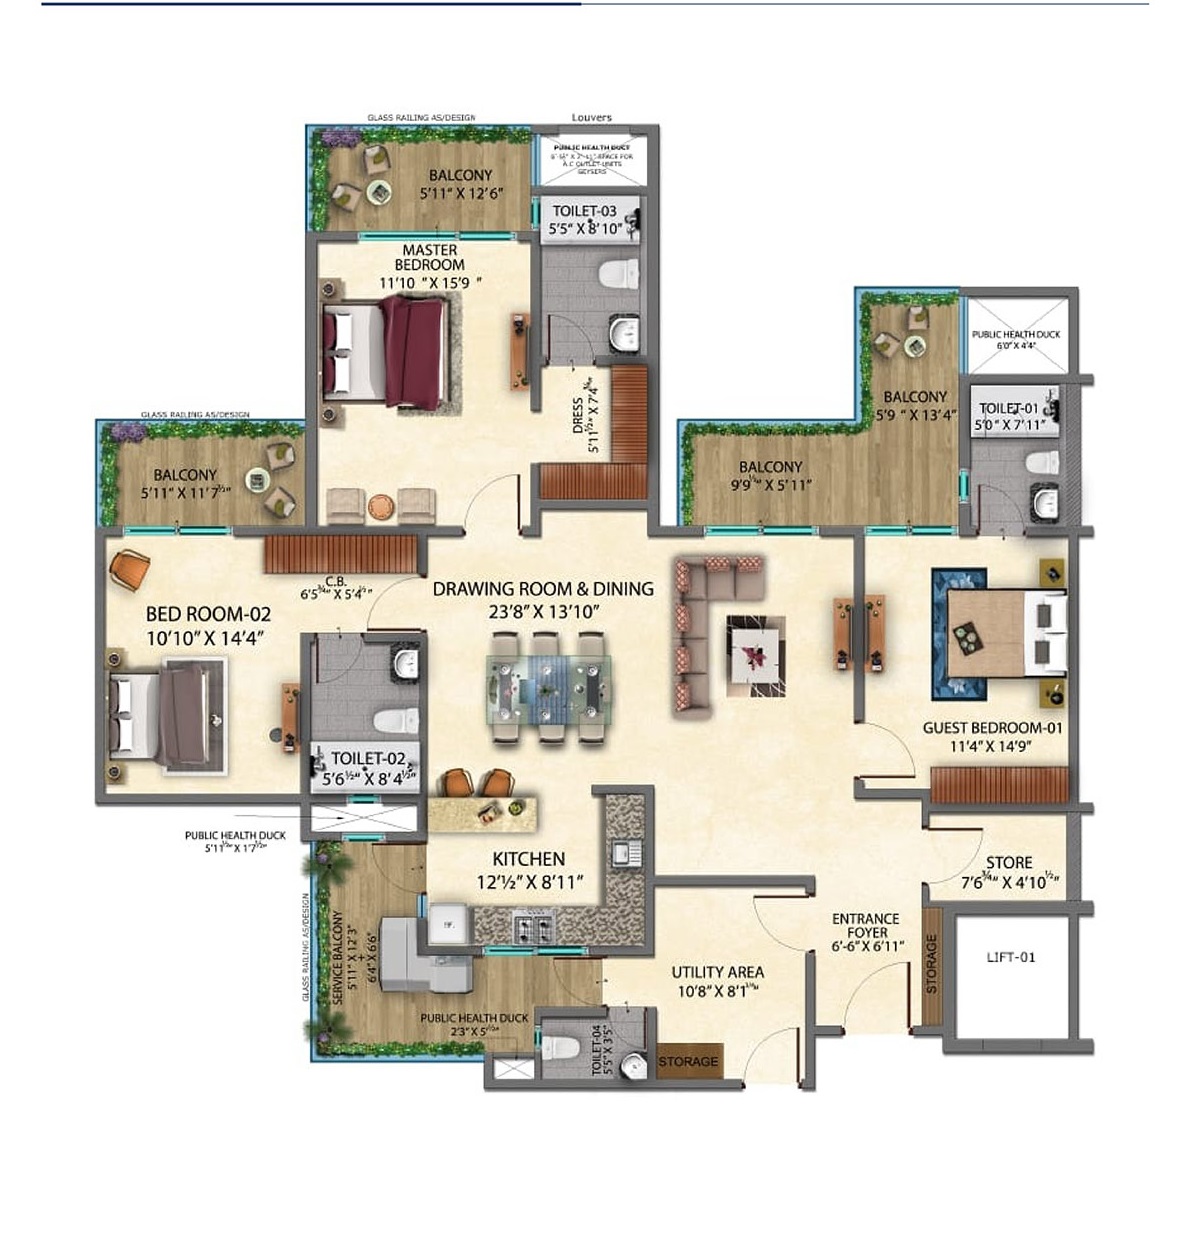 GLASS RAILING AS/DESIGN
Louvers
PUBLIC HEALTH DUCT
SPACE FOR
A.C OUTLET UNITS
GEYSERS
BALCONY
5'11" X 12'6"
TOILET-03
5'5" X 8'10"
MASTER
BEDROOM
11'10 " X 15'9 "
DRESS
5'11½" X 7'4¾"
PUBLIC HEALTH DUCK
6'0" X 4'4"
BALCONY
5'9 " X 13'4"
TOILET-01
5'0" X 7'11"
GLASS RAILING AS/DESIGN
BALCONY
5'11" X 11'7½"
BALCONY
9'9½" X 5'11"
C.B.
6'5¾" X 5'4½"
BED ROOM-02
10'10" X 14'4"
DRAWING ROOM & DINING
23'8" X 13'10"
GUEST BEDROOM-01
11'4" X 14'9"
TOILET-02
5'6½" X 8'4½"
PUBLIC HEALTH DUCK
5'11½" X 1'7½"
KITCHEN
12'½" X 8'11"
STORE
7'6¾" X 4'10½"
GLASS RAILING AS/DESIGN
SERVICE BALCONY
5'11" X 12'3"
+
6'4" X 6'6"
ENTRANCE
FOYER
6'-6" X 6'11"
STORAGE
LIFT-01
UTILITY AREA
10'8" X 8'1¼"
PUBLIC HEALTH DUCK
2'3" X 5'½"
TOILET-04
5'5" X 3'5"
STORAGE